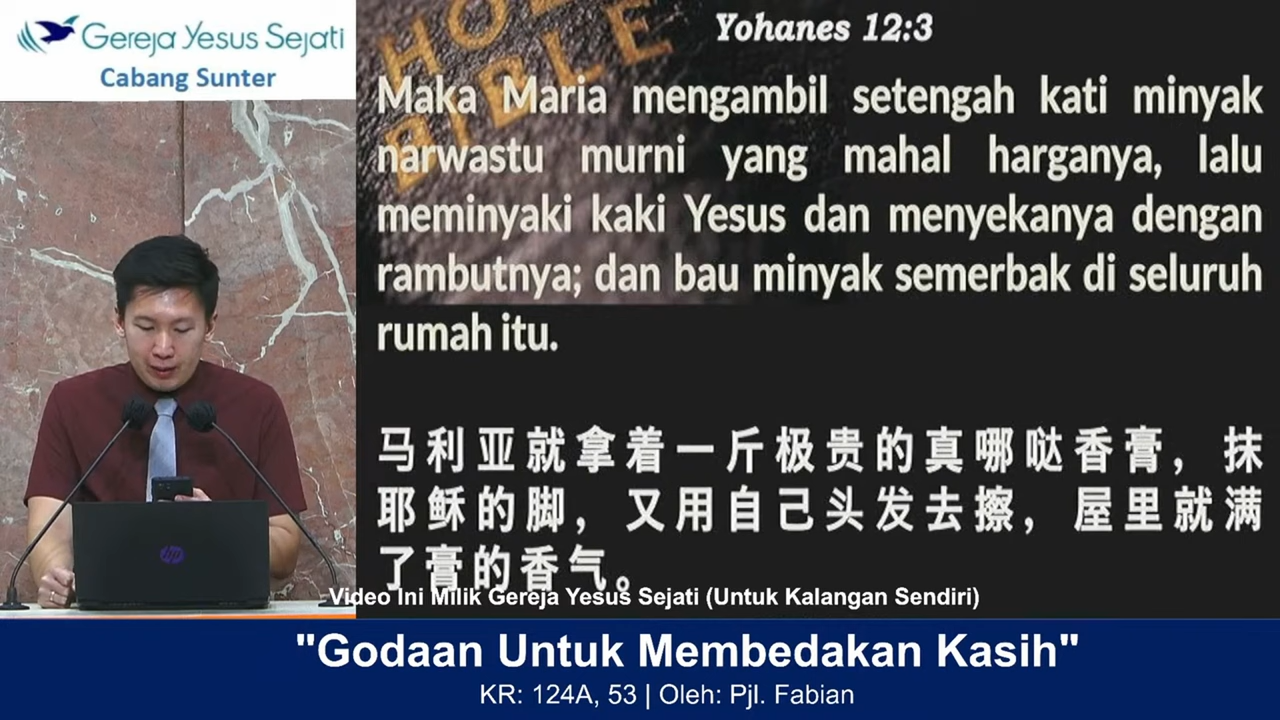 Gereja Yesus Sejati
Cabang Sunter
HOLY
BIBLE
Yohanes 12:3
Maka Maria mengambil setengah kati minyak
narwastu murni yang mahal harganya, lalu
meminyaki kaki Yesus dan menyekanya dengan
rambutnya; dan bau minyak semerbak di seluruh
rumah itu.
马利亚就拿着一斤极贵的真哪哒香膏，抹
耶稣的脚，又用自己头发去擦，屋里就满
了膏的香气。
hp
Video Ini Milik Gereja Yesus Sejati (Untuk Kalangan Sendiri)
"Godaan Untuk Membedakan Kasih"
KR: 124A, 53 | Oleh: Pjl. Fabian